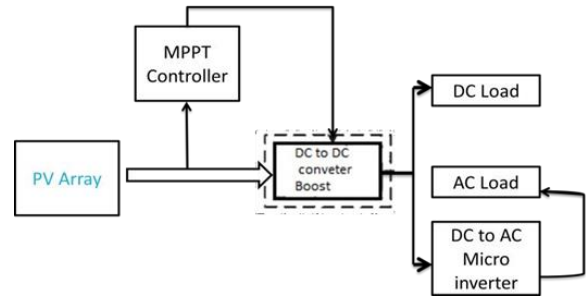 MPPT
Controller
PV Array
DC to DC
conveter
Boost
DC Load
AC Load
DC to AC
Micro
inverter